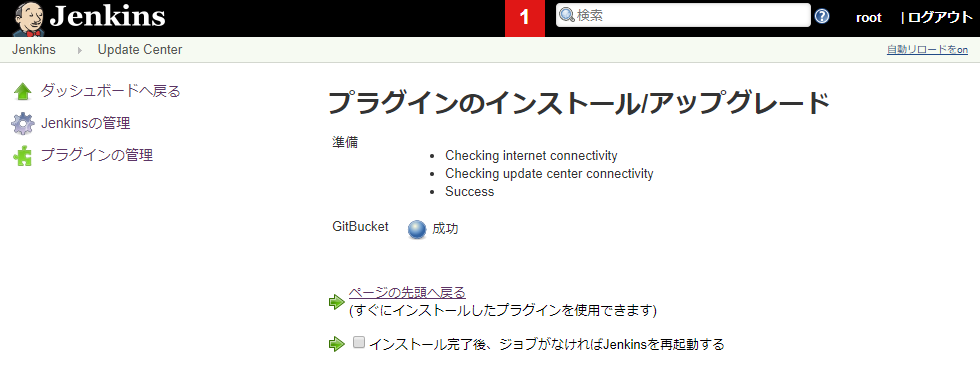 Jenkins
1
検索
root
| ログアウト
Jenkins
Update Center
自動リロードをon
ダッシュボードへ戻る
Jenkinsの管理
プラグインの管理
プラグインのインストール/アップグレード
準備
Checking internet connectivity
Checking update center connectivity
Success
GitBucket
成功
ページの先頭へ戻る
(すぐにインストールしたプラグインを使用できます)
インストール完了後、ジョブがなければJenkinsを再起動する